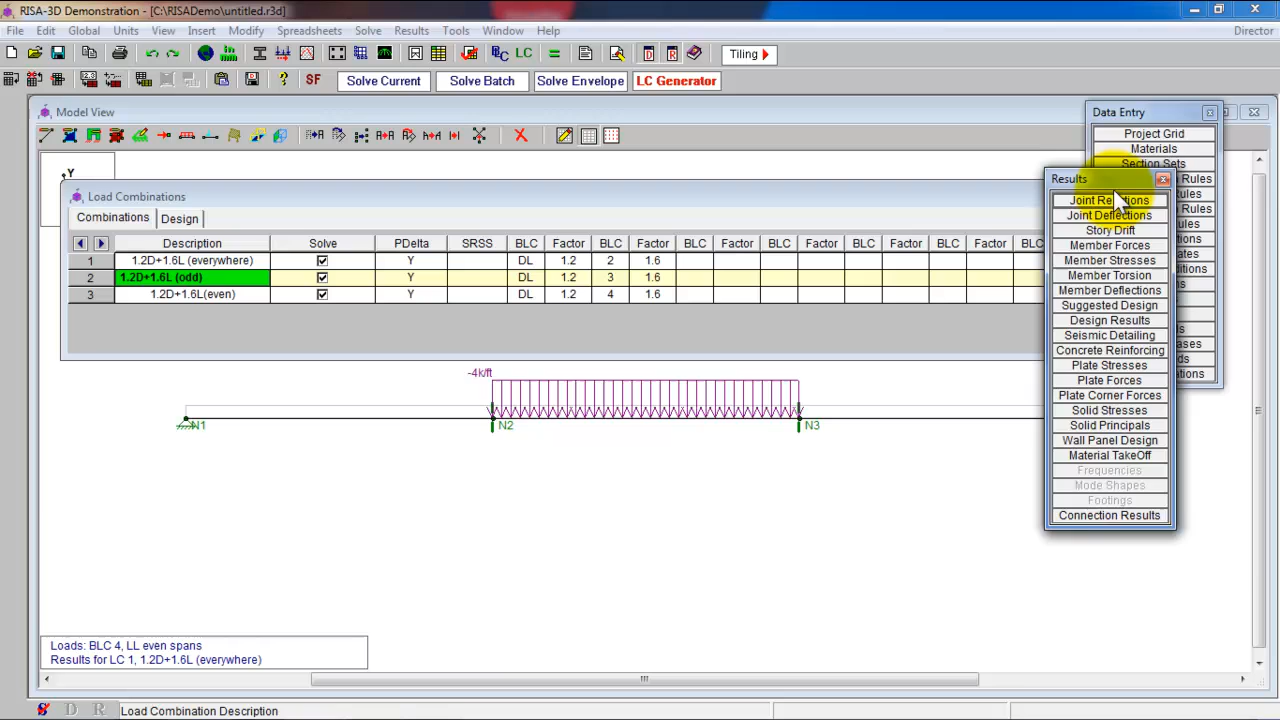 RISA-3D Demonstration - [C:\RISADemo\untitled.r3d]
File Edit Global Units View Insert Modify Spreadsheets Solve Results Tools Window Help Director
LC = D R Tiling
SF Solve Current Solve Batch Solve Envelope LC Generator
Model View
Data Entry
Project Grid
Materials
Section Sets
Rules
Rules
Rules
Y
Load Combinations
Combinations Design
Description Solve PDelta SRSS BLC Factor BLC Factor BLC Factor BLC Factor BLC Factor BLC
1 1.2D+1.6L (everywhere) Y DL 1.2 2 1.6
2 1.2D+1.6L (odd) Y DL 1.2 3 1.6
3 1.2D+1.6L(even) Y DL 1.2 4 1.6
Results
Joint Reactions
Joint Deflections
Story Drift
Member Forces
Member Stresses
Member Torsion
Member Deflections
Suggested Design
Design Results
Seismic Detailing
Concrete Reinforcing
Plate Stresses
Plate Forces
Plate Corner Forces
Solid Stresses
Solid Principals
Wall Panel Design
Material TakeOff
Frequencies
Mode Shapes
Footings
Connection Results
-4k/ft
N1 N2 N3
Loads: BLC 4, LL even spans
Results for LC 1, 1.2D+1.6L (everywhere)
D R Load Combination Description